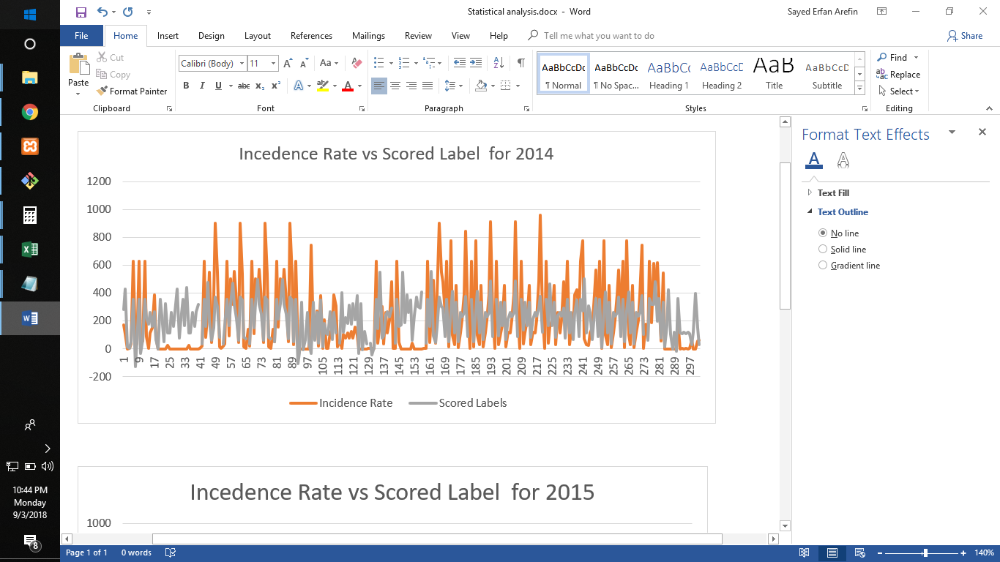 Statistical analysis.docx - Word
Sayed Erfan Arefin
File Home Insert Design Layout References Mailings Review View Help Tell me what you want to do Share
Paste
Cut
Copy
Format Painter
Clipboard
Calibri (Body) 11
B I U abc x₂ x²
Font
Paragraph
AaBbCcDc AaBbCcDc AaBbCc AaBbCcD AaB AaBbCcD
¶ Normal ¶ No Spac... Heading 1 Heading 2 Title Subtitle
Styles
Find
Replace
Select
Editing
Incedence Rate vs Scored Label for 2014
1200
1000
800
600
400
200
0
-200
1 9 17 25 33 41 49 57 65 73 81 89 97 105 113 121 129 137 145 153 161 169 177 185 193 201 209 217 225 233 241 249 257 265 273 281 289 297
Incidence Rate Scored Labels
Incedence Rate vs Scored Label for 2015
1000
Format Text Effects
Text Fill
Text Outline
No line
Solid line
Gradient line
10:44 PM
Monday
9/3/2018
8
Page 1 of 1 0 words
140%